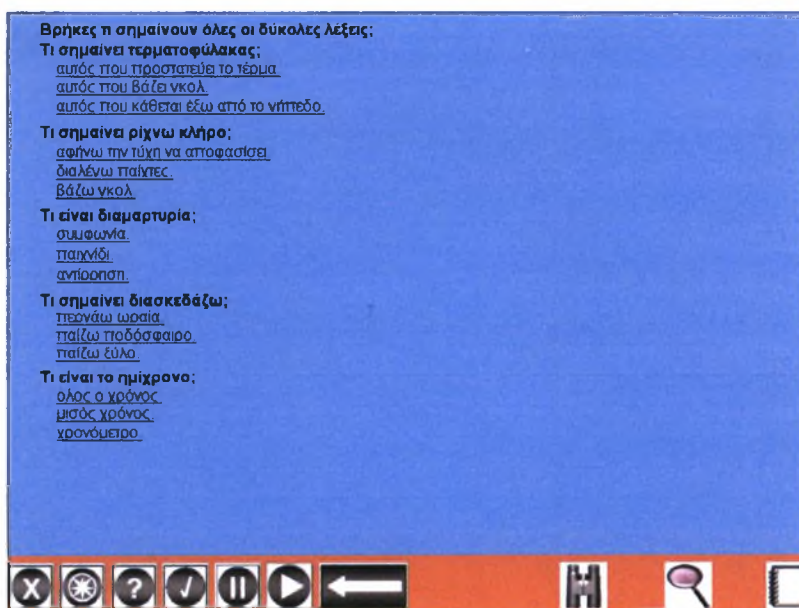 Βρήκες τι σημαίνουν όλες οι δύκολες λέξεις;
Τι σημαίνει τερματοφύλακας;
αυτός που προστατεύει το τέρμα.
αυτός που βάζει γκολ.
αυτός που κάθεται έξω από το γήπεδο.
Τι σημαίνει ρίχνω κλήρο;
αφήνω την τύχη να αποφασίσει
διαλέγω παίχτες.
βάζω γκολ.
Τι είναι διαμαρτυρία;
συμφωνία.
παιχνίδι.
αντίρρηση.
Τι σημαίνει διασκεδάζω;
περνάω ωραία.
παίζω ποδόσφαιρο.
παίζω ξύλο.
Τι είναι το ημίχρονο;
όλος ο χρόνος
μισός χρόνος.
χρονόμετρο.